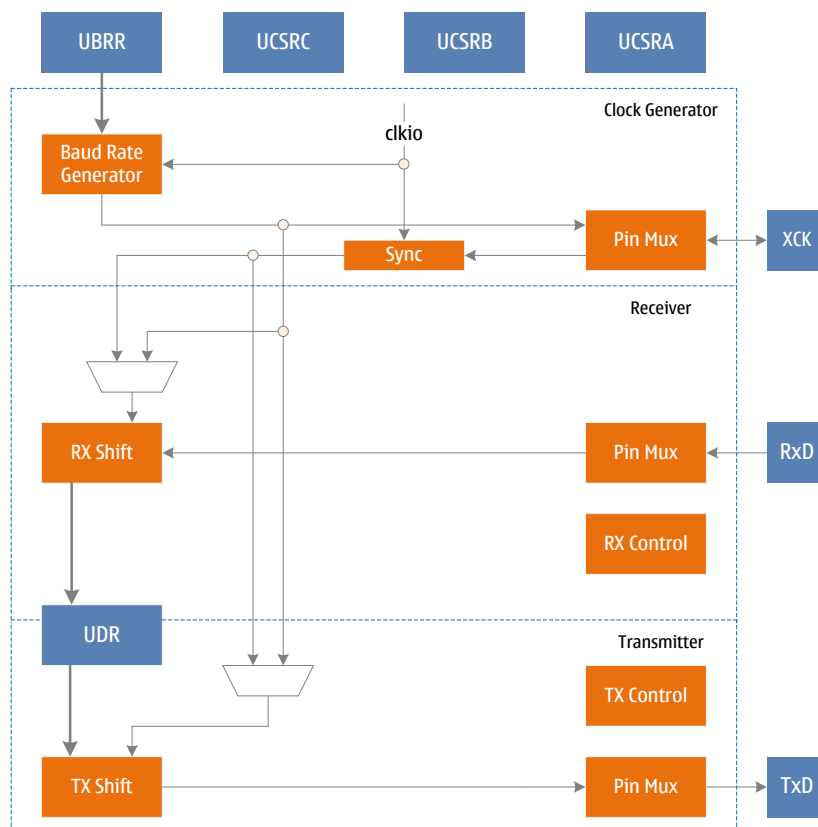 UBRR
UCSRC
UCSRB
UCSRA
Clock Generator
clkio
Baud Rate
Generator
Pin Mux
XCK
Sync
Receiver
RX Shift
Pin Mux
RxD
RX Control
UDR
Transmitter
TX Control
TX Shift
Pin Mux
TxD